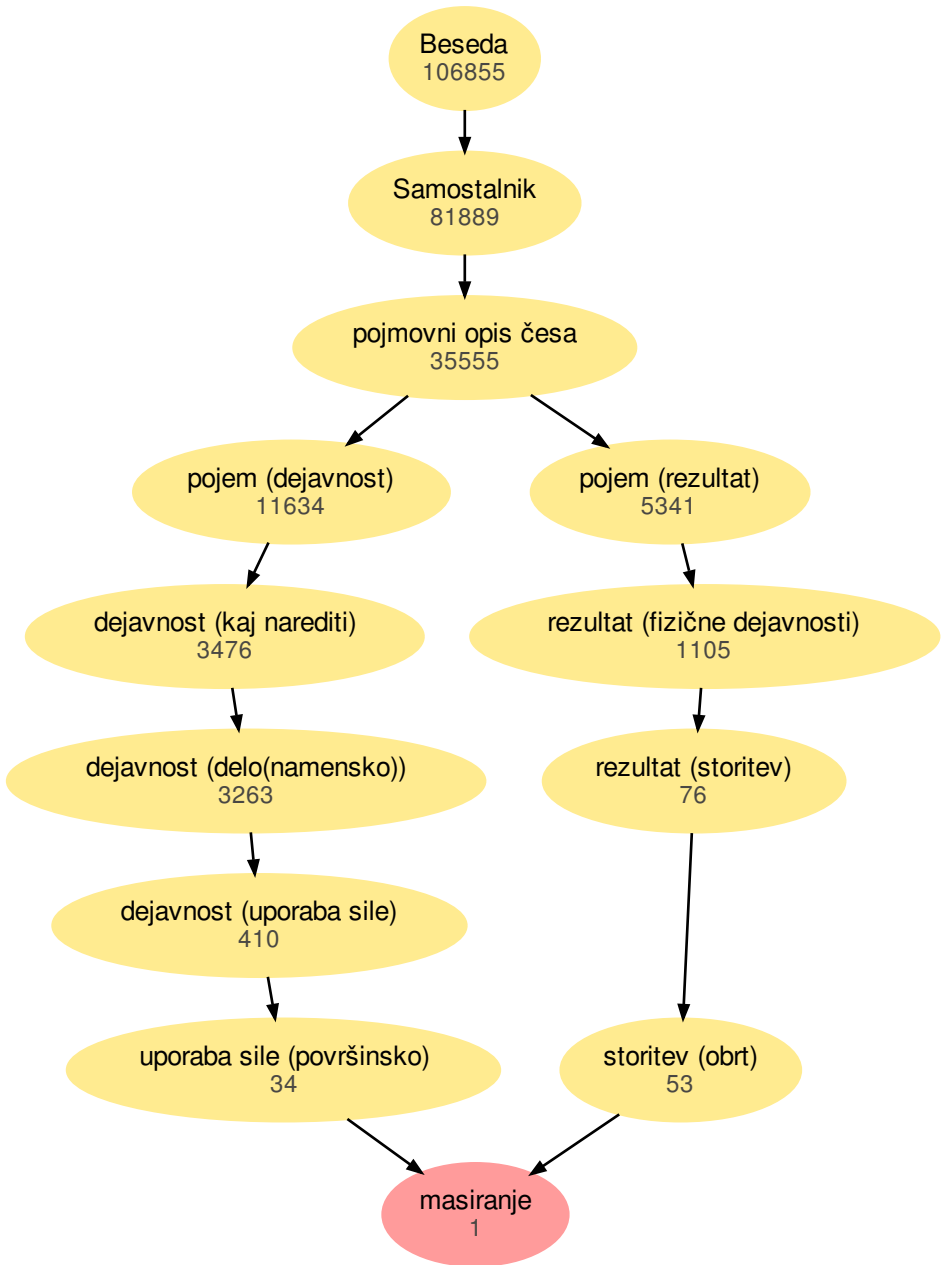 Beseda
106855
Samostalnik
81889
pojmovni opis česa
35555
pojem (dejavnost)
11634
pojem (rezultat)
5341
dejavnost (kaj narediti)
3476
rezultat (fizične dejavnosti)
1105
dejavnost (delo(namensko))
3263
rezultat (storitev)
76
dejavnost (uporaba sile)
410
uporaba sile (površinsko)
34
storitev (obrt)
53
masiranje
1